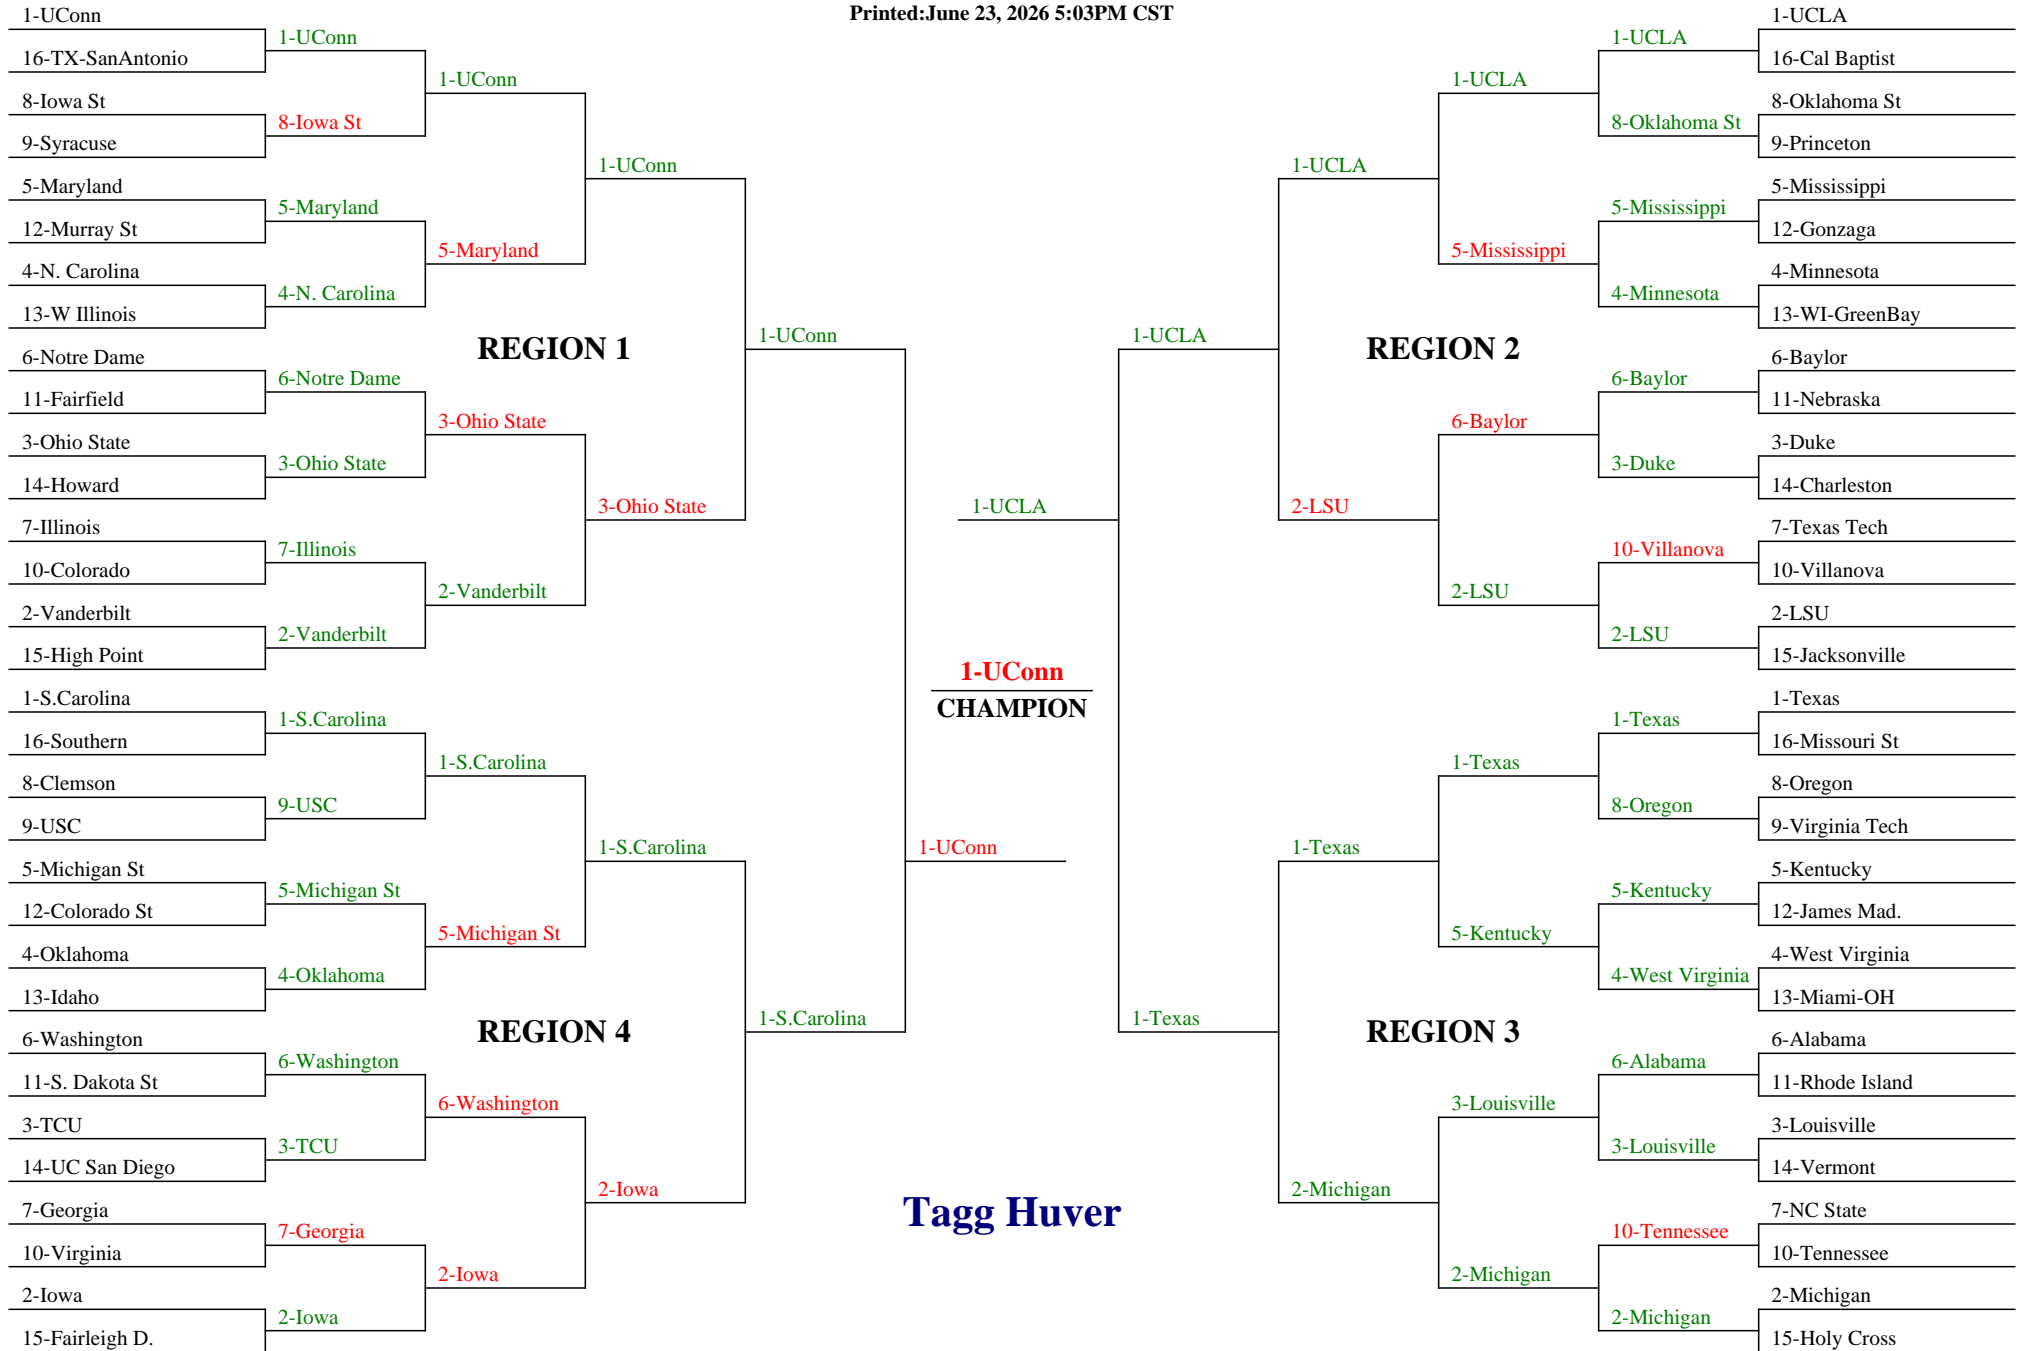 Printed:June 23, 2026 5:03PM CST
1-UConn
16-TX-SanAntonio
8-Iowa St
9-Syracuse
5-Maryland
12-Murray St
4-N. Carolina
13-W Illinois
6-Notre Dame
11-Fairfield
3-Ohio State
14-Howard
7-Illinois
10-Colorado
2-Vanderbilt
15-High Point
1-S.Carolina
16-Southern
8-Clemson
9-USC
5-Michigan St
12-Colorado St
4-Oklahoma
13-Idaho
6-Washington
11-S. Dakota St
3-TCU
14-UC San Diego
7-Georgia
10-Virginia
2-Iowa
15-Fairleigh D.
1-UConn
8-Iowa St
5-Maryland
4-N. Carolina
6-Notre Dame
3-Ohio State
7-Illinois
2-Vanderbilt
1-S.Carolina
9-USC
5-Michigan St
4-Oklahoma
6-Washington
3-TCU
7-Georgia
2-Iowa
1-UConn
5-Maryland
3-Ohio State
2-Vanderbilt
1-S.Carolina
5-Michigan St
6-Washington
2-Iowa
REGION 1
REGION 4
1-UConn
3-Ohio State
1-S.Carolina
2-Iowa
1-UConn
1-S.Carolina
1-UConn
1-UCLA
1-UConn
CHAMPION
Tagg Huver
1-UCLA
1-Texas
1-UCLA
2-LSU
1-Texas
2-Michigan
REGION 2
REGION 3
1-UCLA
5-Mississippi
6-Baylor
2-LSU
1-Texas
5-Kentucky
3-Louisville
2-Michigan
1-UCLA
8-Oklahoma St
5-Mississippi
4-Minnesota
6-Baylor
3-Duke
10-Villanova
2-LSU
1-Texas
8-Oregon
5-Kentucky
4-West Virginia
6-Alabama
3-Louisville
10-Tennessee
2-Michigan
1-UCLA
16-Cal Baptist
8-Oklahoma St
9-Princeton
5-Mississippi
12-Gonzaga
4-Minnesota
13-WI-GreenBay
6-Baylor
11-Nebraska
3-Duke
14-Charleston
7-Texas Tech
10-Villanova
2-LSU
15-Jacksonville
1-Texas
16-Missouri St
8-Oregon
9-Virginia Tech
5-Kentucky
12-James Mad.
4-West Virginia
13-Miami-OH
6-Alabama
11-Rhode Island
3-Louisville
14-Vermont
7-NC State
10-Tennessee
2-Michigan
15-Holy Cross